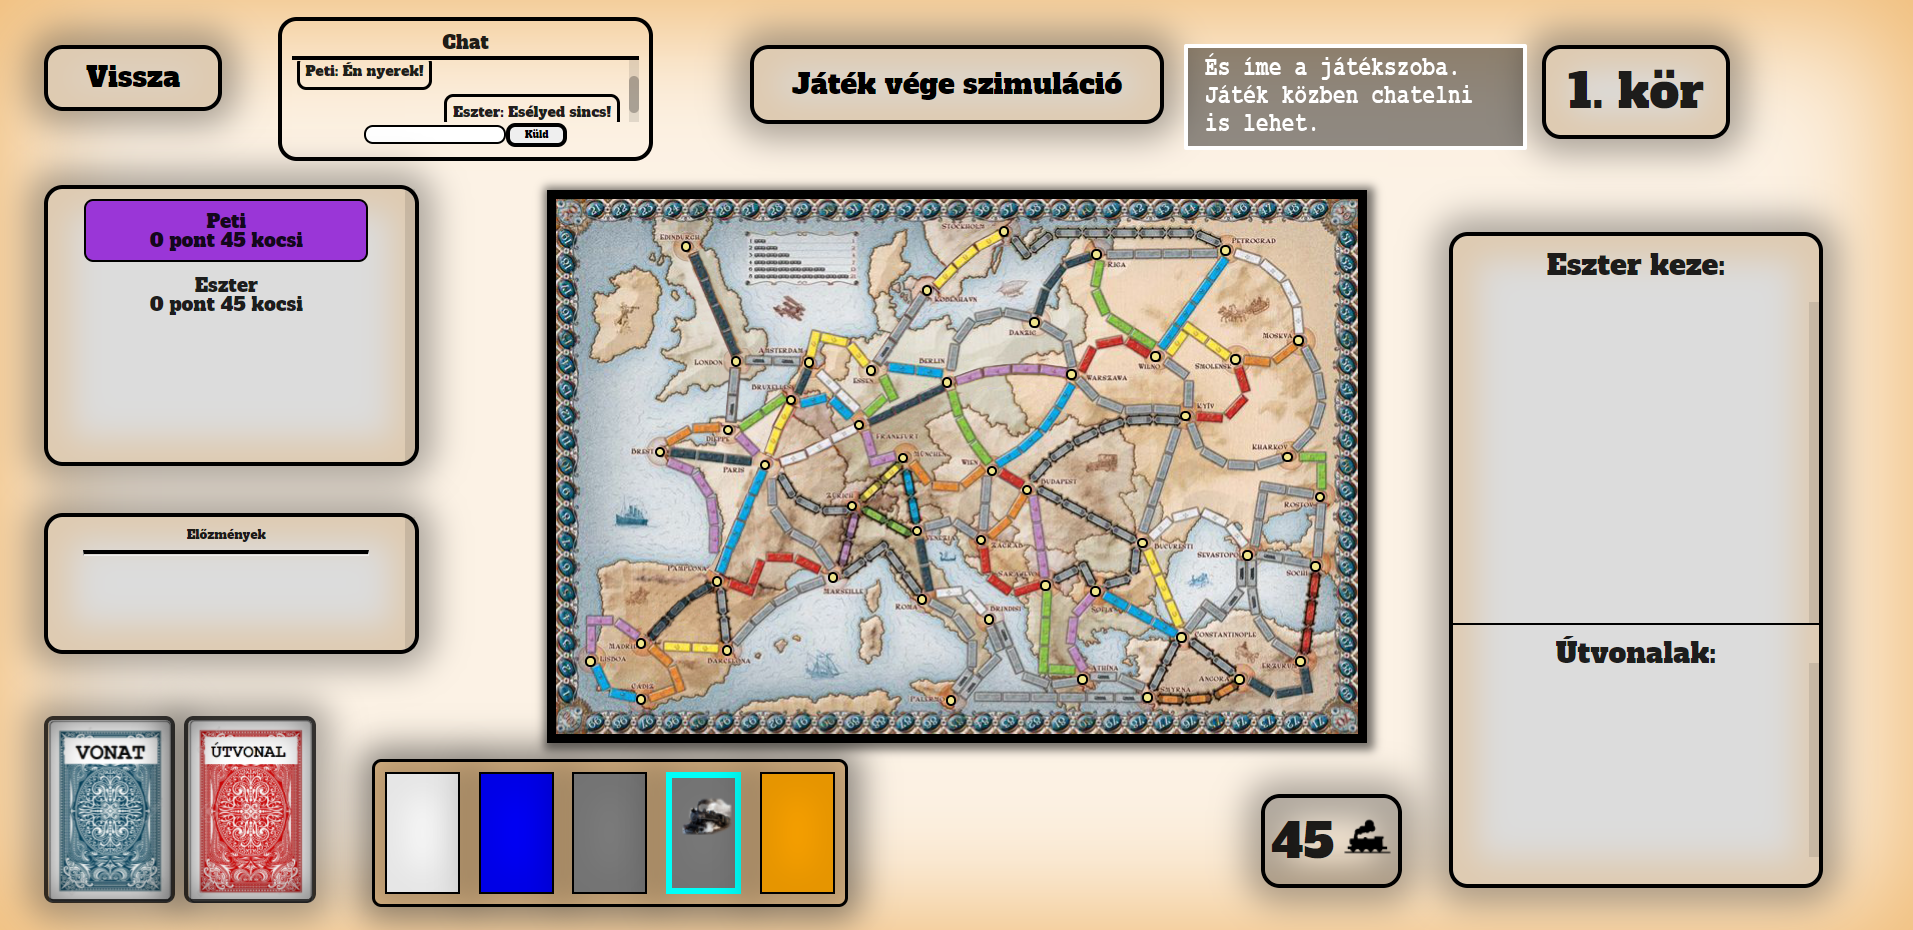 Vissza
Chat
Peti: Én nyerek!
Eszter: Esélyed sincs!
Küld
Játék vége szimuláció
És íme a játékszoba.
Játék közben chatelni
is lehet.
1. kör
Peti
0 pont 45 kocsi
Eszter
0 pont 45 kocsi
Előzmények
VONAT
ÚTVONAL
EDINBURGH
STOCKHOLM
PETROGRAD
RIGA
KØBENHAVN
DANZIG
MOSKVA
LONDON
AMSTERDAM
BERLIN
ESSEN
WILNO
SMOLENSK
WARSZAWA
BRUXELLES
KYÏV
DIEPPE
FRANKFURT
KHARKOV
BREST
PARIS
MÜNCHEN
WIEN
BUDAPEST
ZÜRICH
ROSTOV
VENEZIA
ZAGRAB
BUCURESTI
SEVASTOPOL
PAMPLONA
SARAJEVO
SOCHI
MARSEILLE
ROMA
BRINDISI
SOFIA
CONSTANTINOPLE
MADRID
LISBOA
BARCELONA
ERZURUM
ATHINA
ANGORA
CADIZ
PALERMO
SMYRNA
Eszter keze:
Útvonalak:
45